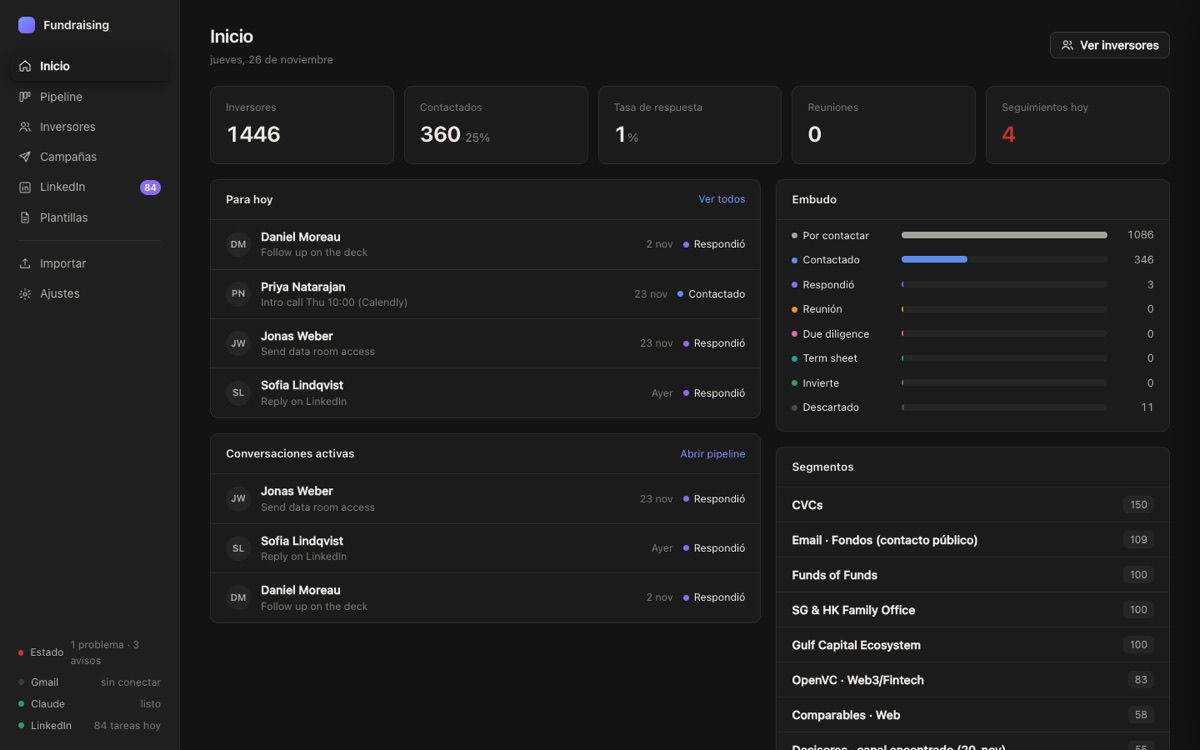 Fundraising
Inicio
Pipeline
Inversores
Campañas
LinkedIn 84
Plantillas
Importar
Ajustes
Estado 1 problema · 3 avisos
Gmail sin conectar
Claude listo
LinkedIn 84 tareas hoy
Inicio
jueves, 26 de noviembre
Ver inversores
Inversores
1446
Contactados
360 25%
Tasa de respuesta
1%
Reuniones
0
Seguimientos hoy
4
Para hoy Ver todos
DM Daniel Moreau
Follow up on the deck
2 nov Respondió
PN Priya Natarajan
Intro call Thu 10:00 (Calendly)
23 nov Contactado
JW Jonas Weber
Send data room access
23 nov Respondió
SL Sofia Lindqvist
Reply on LinkedIn
Ayer Respondió
Conversaciones activas Abrir pipeline
JW Jonas Weber
Send data room access
23 nov Respondió
SL Sofia Lindqvist
Reply on LinkedIn
Ayer Respondió
DM Daniel Moreau
Follow up on the deck
2 nov Respondió
Embudo
Por contactar 1086
Contactado 346
Respondió 3
Reunión 0
Due diligence 0
Term sheet 0
Invierte 0
Descartado 11
Segmentos
CVCs 150
Email · Fondos (contacto público) 109
Funds of Funds 100
SG & HK Family Office 100
Gulf Capital Ecosystem 100
OpenVC · Web3/Fintech 83
Comparables · Web 58
Decisores · canal encontrado (20-nov) 55